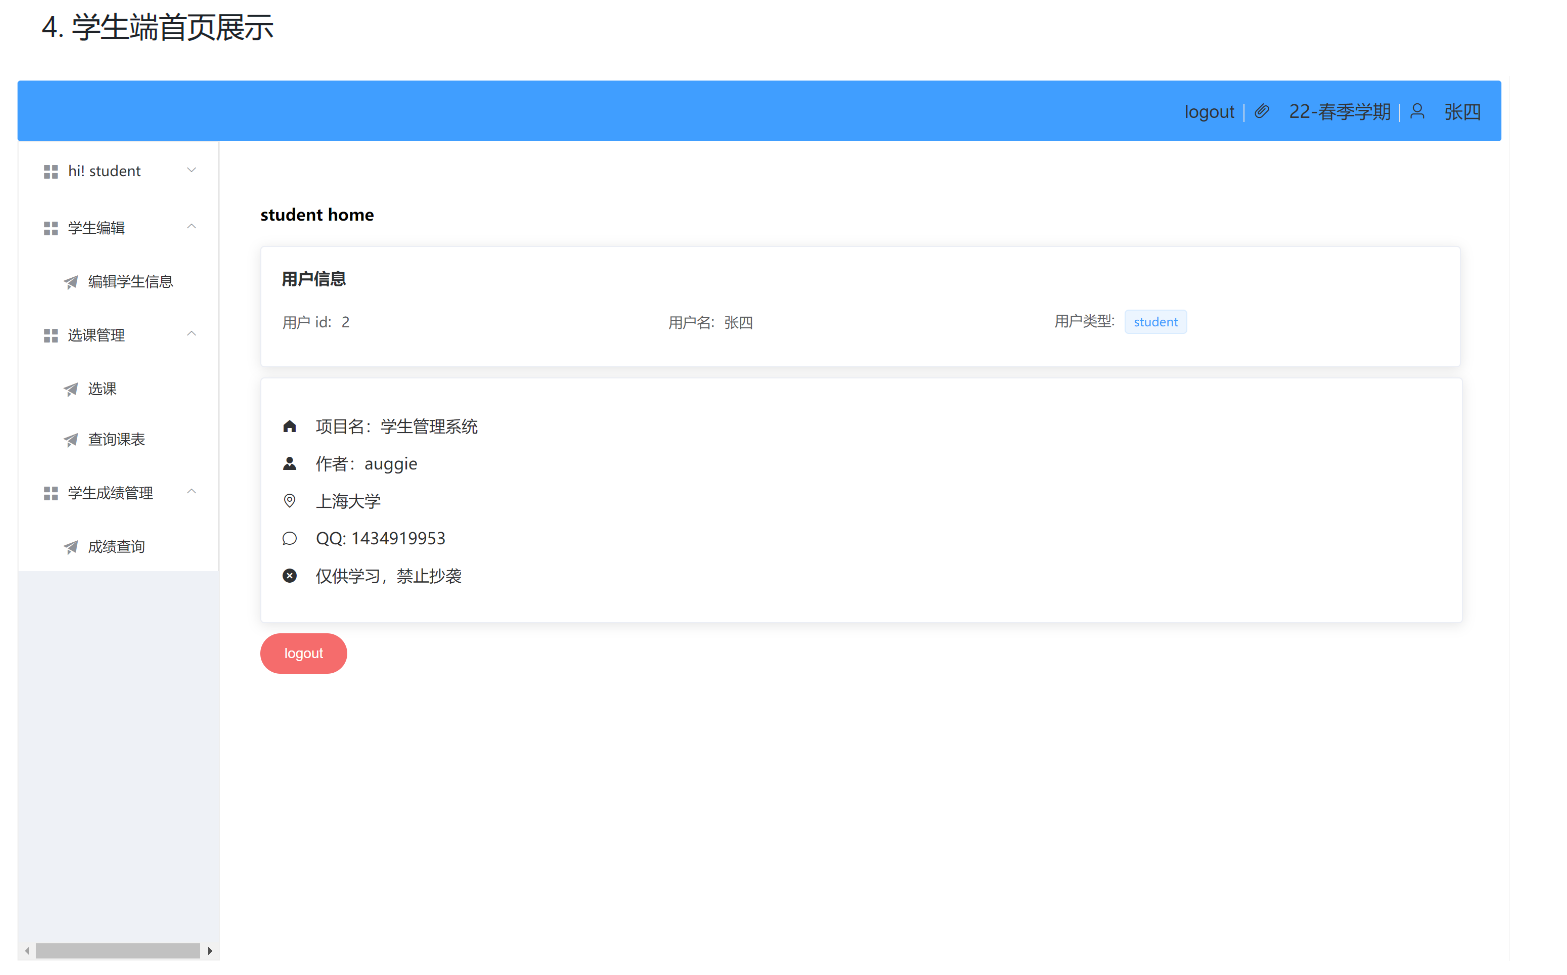 4. 学生端首页展示
logout | 22-春季学期 | 张四
hi! student
学生编辑
编辑学生信息
选课管理
选课
查询课表
学生成绩管理
成绩查询
student home
用户信息
用户 id: 2 用户名: 张四 用户类型: student
项目名：学生管理系统
作者：auggie
上海大学
QQ: 1434919953
仅供学习，禁止抄袭
logout